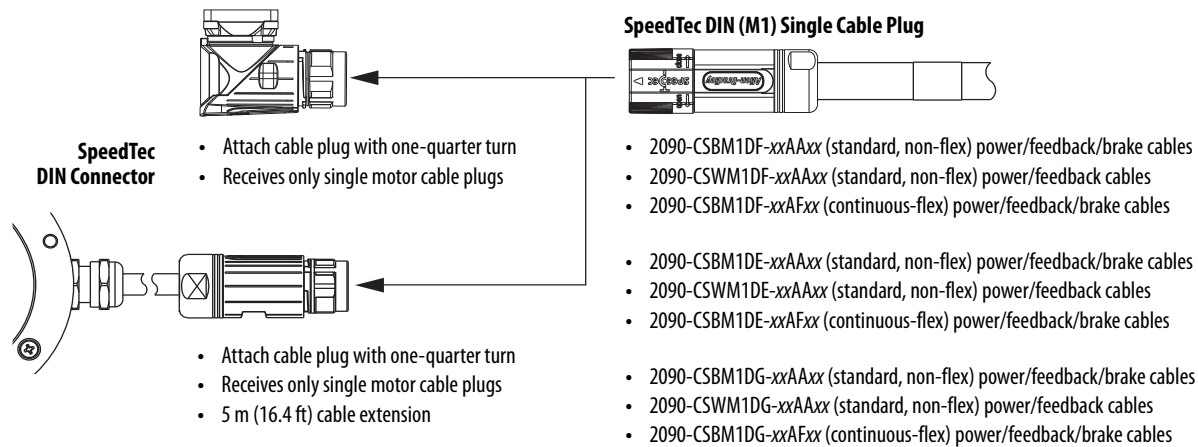 SpeedTec DIN (M1) Single Cable Plug
SpeedTec
DIN Connector
• Attach cable plug with one-quarter turn
• Receives only single motor cable plugs
• Attach cable plug with one-quarter turn
• Receives only single motor cable plugs
• 5 m (16.4 ft) cable extension
Allen-Bradley
SPeeDTec
• 2090-CSBM1DF-xxAAxx (standard, non-flex) power/feedback/brake cables
• 2090-CSWM1DF-xxAAxx (standard, non-flex) power/feedback cables
• 2090-CSBM1DF-xxAFxx (continuous-flex) power/feedback/brake cables
• 2090-CSBM1DE-xxAAxx (standard, non-flex) power/feedback/brake cables
• 2090-CSWM1DE-xxAAxx (standard, non-flex) power/feedback cables
• 2090-CSBM1DE-xxAFxx (continuous-flex) power/feedback/brake cables
• 2090-CSBM1DG-xxAAxx (standard, non-flex) power/feedback/brake cables
• 2090-CSWM1DG-xxAAxx (standard, non-flex) power/feedback cables
• 2090-CSBM1DG-xxAFxx (continuous-flex) power/feedback/brake cables